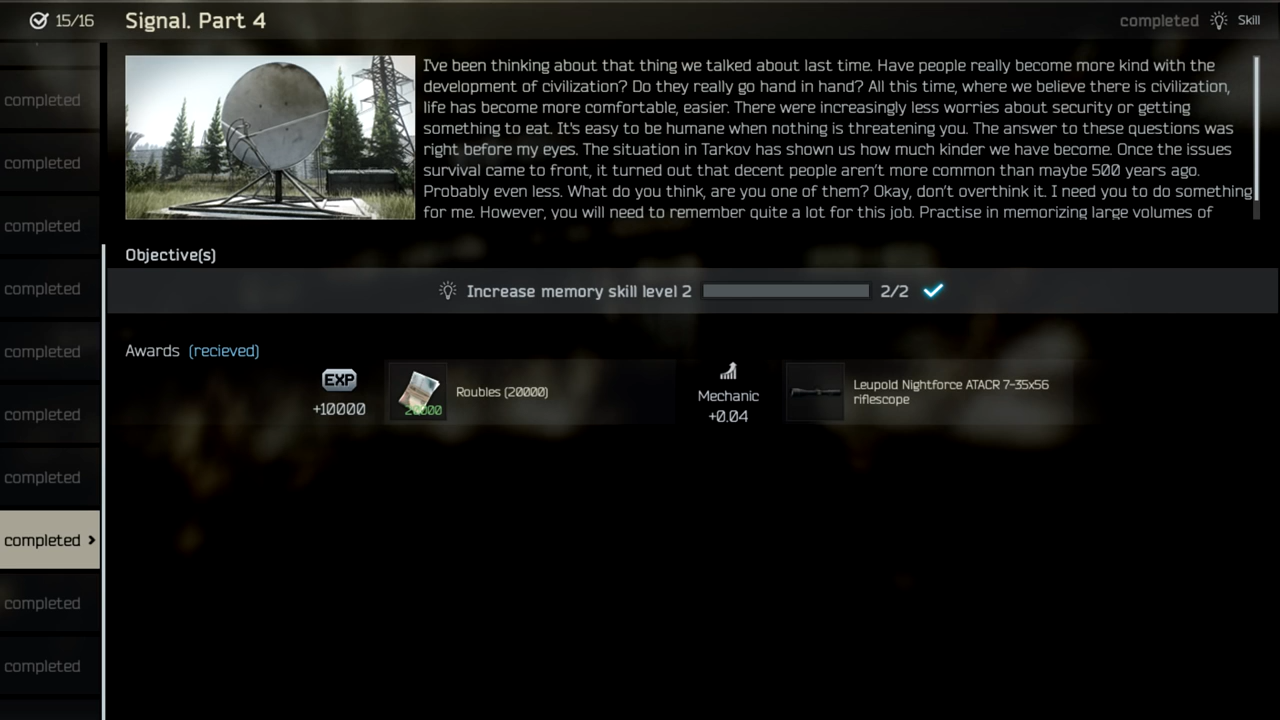 15/16
Signal. Part 4
completed
Skill
I've been thinking about that thing we talked about last time. Have people really become more kind with the
development of civilization? Do they really go hand in hand? All this time, where we believe there is civilization,
life has become more comfortable, easier. There were increasingly less worries about security or getting
something to eat. It's easy to be humane when nothing is threatening you. The answer to these questions was
right before my eyes. The situation in Tarkov has shown us how much kinder we have become. Once the issues
survival came to front, it turned out that decent people aren't more common than maybe 500 years ago.
Probably even less. What do you think, are you one of them? Okay, don't overthink it. I need you to do something
for me. However, you will need to remember quite a lot for this job. Practise in memorizing large volumes of
completed
completed
completed
completed
completed
completed
completed
completed
completed
completed
Objective(s)
Increase memory skill level 2
2/2
Awards (recieved)
EXP
+10000
20000
Roubles (20000)
Mechanic
+0.04
Leupold Nightforce ATACR 7-35x56
riflescope